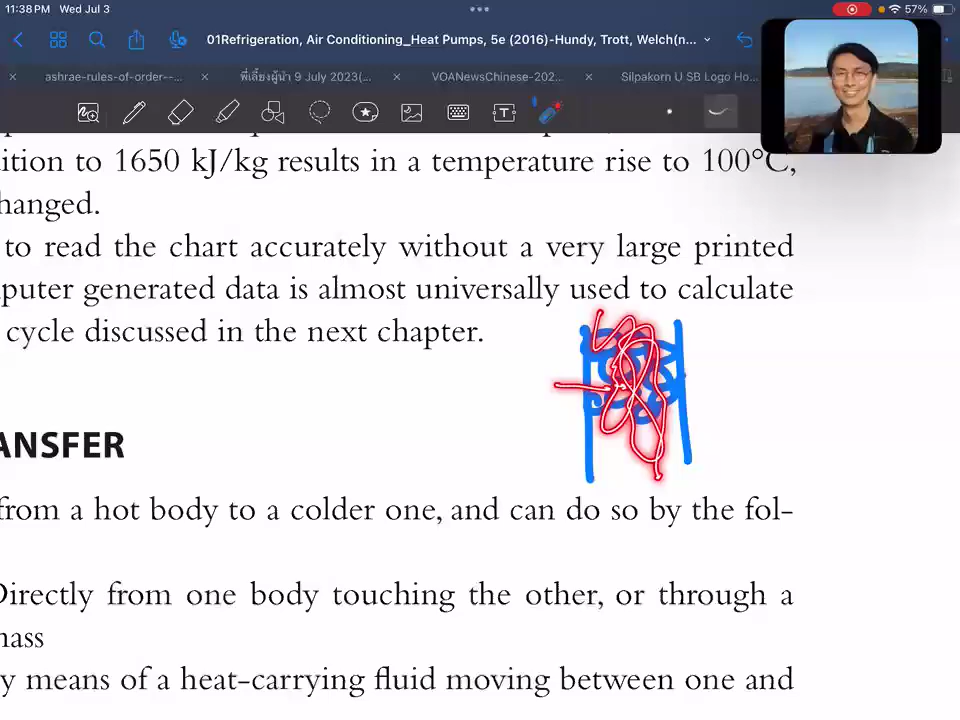 11:38 PM Wed Jul 3
57%
01Refrigeration, Air Conditioning_Heat Pumps, 5e (2016)-Hundy, Trott, Welch(n...
ashrae-rules-of-order--...
พี่เลี้ยงผู้นำ 9 July 2023(...
VOANewsChinese-202...
Silpakorn U SB Logo Ho...
ition to 1650 kJ/kg results in a temperature rise to 100°C,
hanged.
to read the chart accurately without a very large printed
puter generated data is almost universally used to calculate
cycle discussed in the next chapter.
ANSFER
from a hot body to a colder one, and can do so by the fol-
Directly from one body touching the other, or through a
mass
y means of a heat-carrying fluid moving between one and